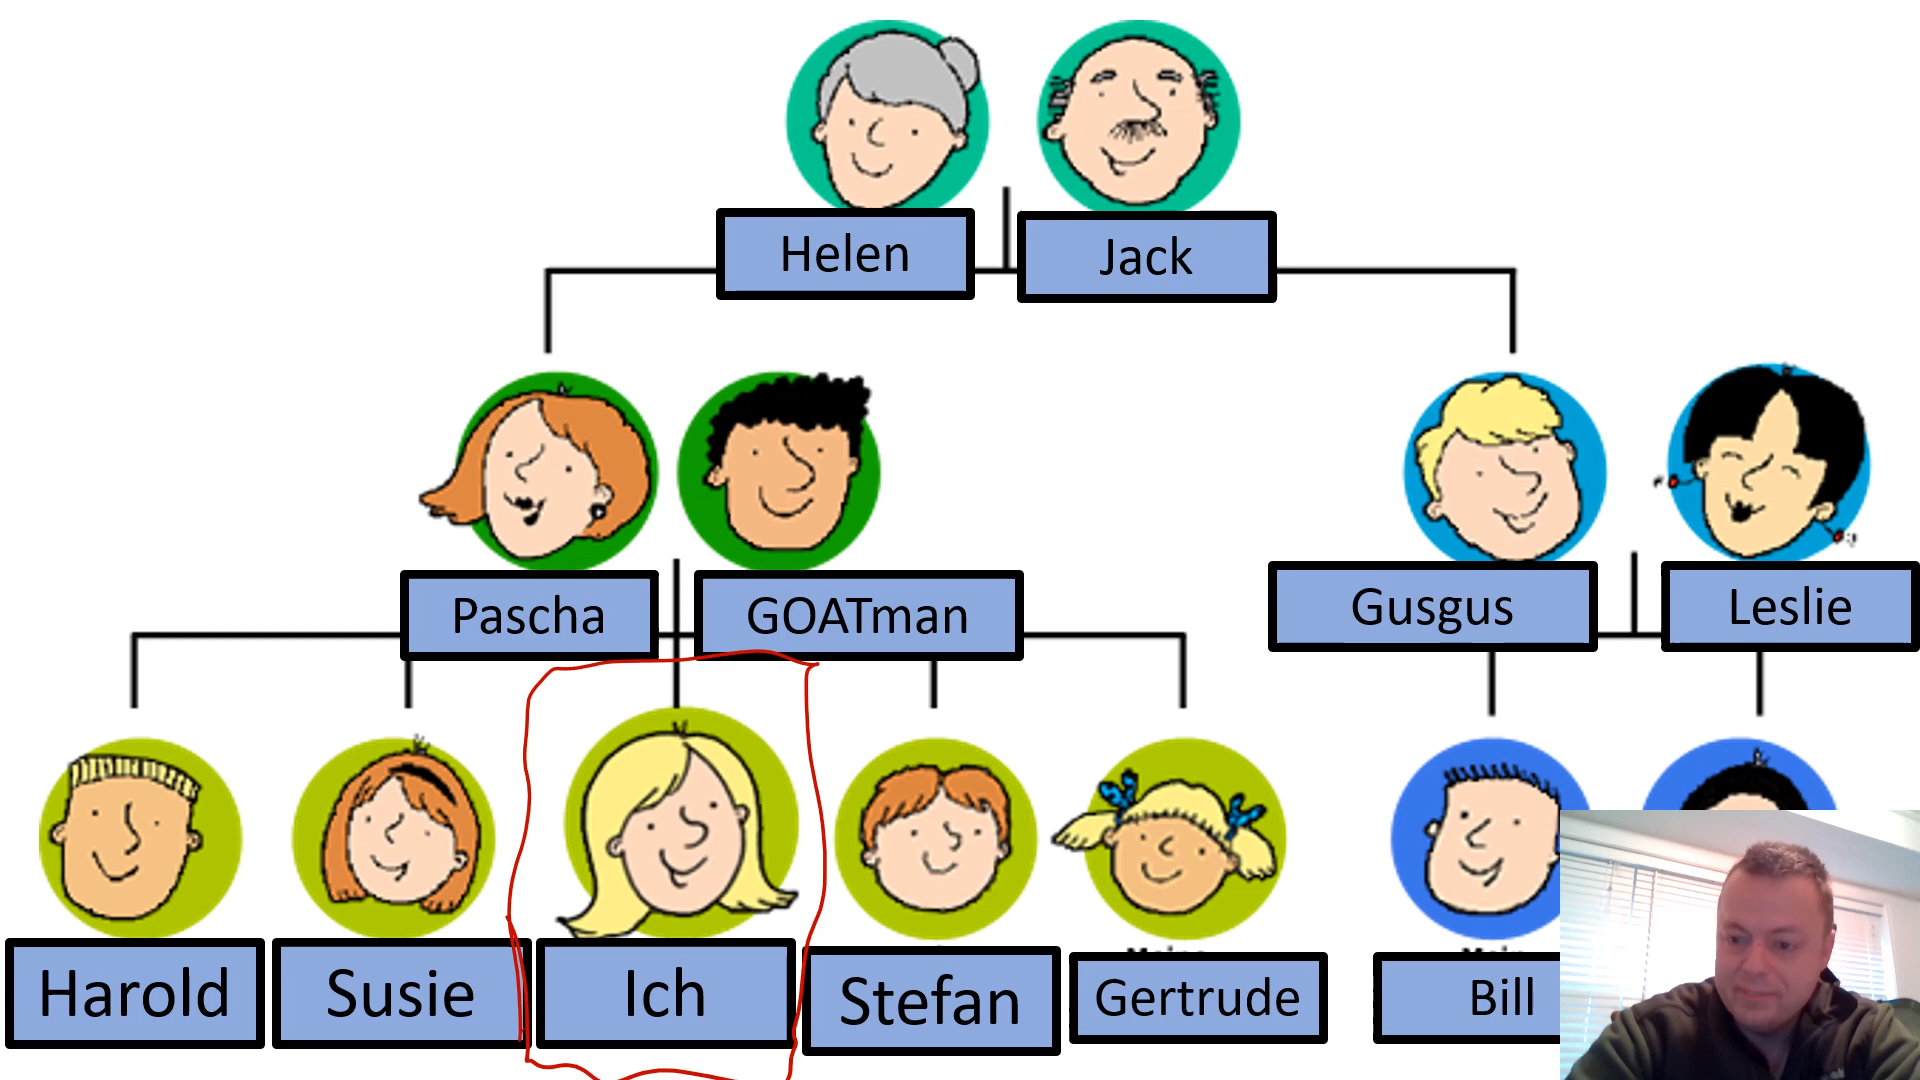 Helen
Jack
Pascha
GOATman
Gusgus
Leslie
Harold
Susie
Ich
Stefan
Gertrude
Bill